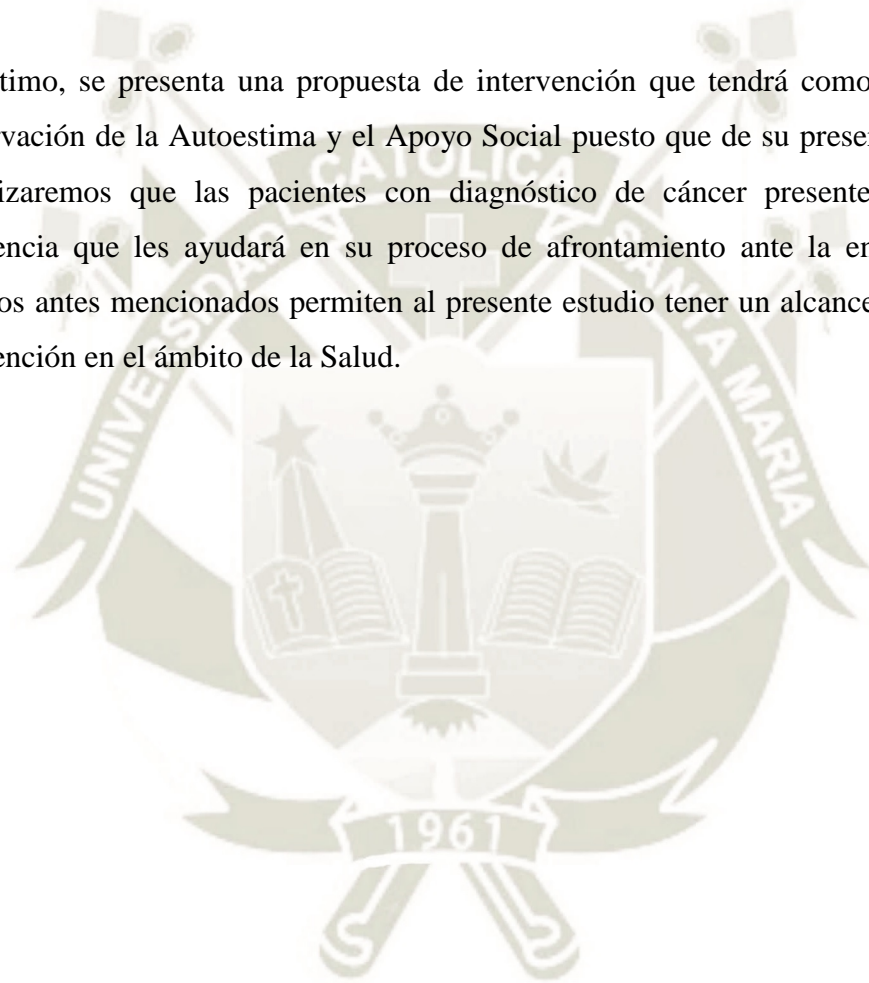 timo, se presenta una propuesta de intervención que tendrá como
rvación de la Autoestima y el Apoyo Social puesto que de su prese
izaremos que las pacientes con diagnóstico de cáncer presente
encia que les ayudará en su proceso de afrontamiento ante la en
os antes mencionados permiten al presente estudio tener un alcance
ención en el ámbito de la Salud.
UNIVERSIDAD CATOLICA SANTA MARIA
1961